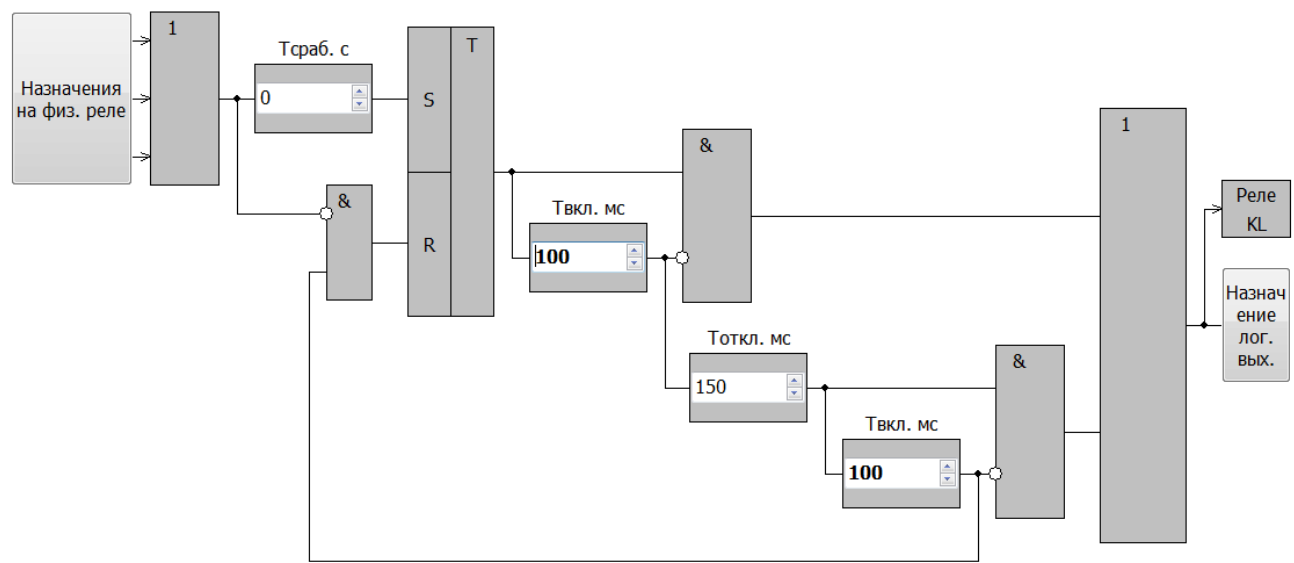 Назначения
на физ. реле
1
Тсраб. с
0
S
T
&
R
Твкл. мс
100
&
Тоткл. мс
150
Твкл. мс
100
&
1
Реле
KL
Назнач
ение
лог.
вых.